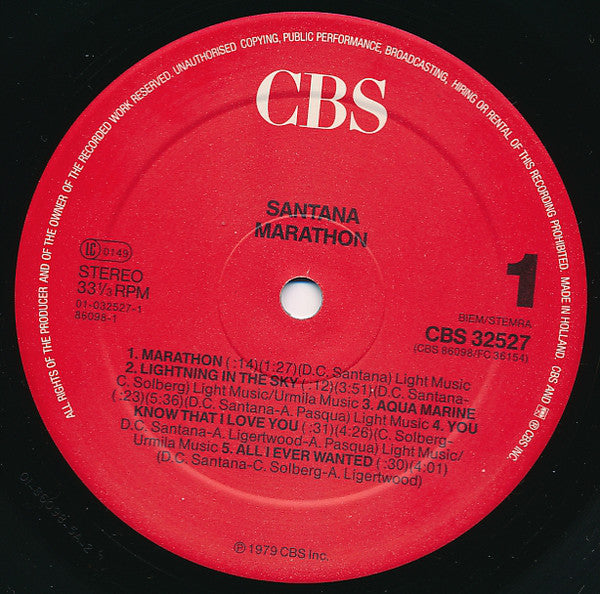 ALL RIGHTS OF THE PRODUCER AND OF THE OWNER OF THE RECORDED WORK RESERVED. UNAUTHORISED COPYING, PUBLIC PERFORMANCE, BROADCASTING, HIRING OR RENTAL OF THIS RECORDING PROHIBITED. MADE IN HOLLAND. CBS AND ℗ CBS INC.
CBS
SANTANA
MARATHON
LC 0149
STEREO
33⅓ RPM
01-032527-1
86098-1
1
BIEM/STEMRA
CBS 32527
(CBS 86098/FC 36154)
1. MARATHON ( :14)(1:27)(D.C. Santana) Light Music
2. LIGHTNING IN THE SKY ( :12)(3:51)(D.C. Santana-
C. Solberg) Light Music/Urmila Music 3. AQUA MARINE
( :23)(5:36)(D.C. Santana-A. Pasqua) Light Music 4. YOU
KNOW THAT I LOVE YOU ( :31)(4:26)(C. Solberg-
D.C. Santana-A. Ligertwood-A. Pasqua) Light Music/
Urmila Music 5. ALL I EVER WANTED ( :30)(4:01)
(D.C. Santana-C. Solberg-A. Ligertwood)
℗ 1979 CBS Inc.